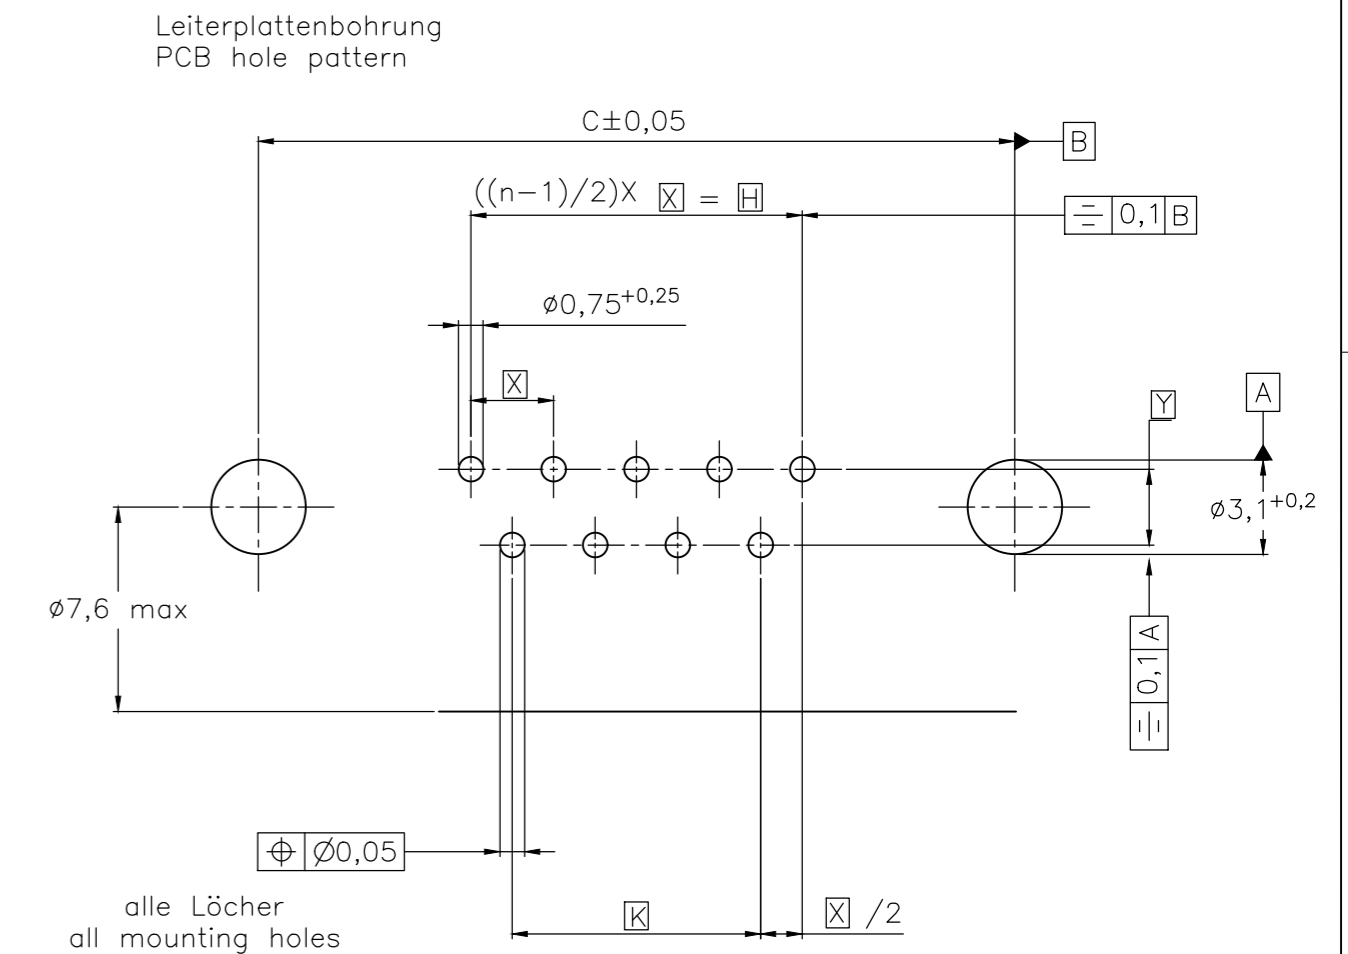 Leiterplattenbohrung
PCB hole pattern
C±0,05
B
((n-1)/2)X X = H
⌯ 0,1 B
ø0,75+0,25
X
Y
A
ø3,1+0,2
ø7,6 max
⌯ 0,1 A
⌖ Ø0,05
alle Löcher
all mounting holes
K
X /2